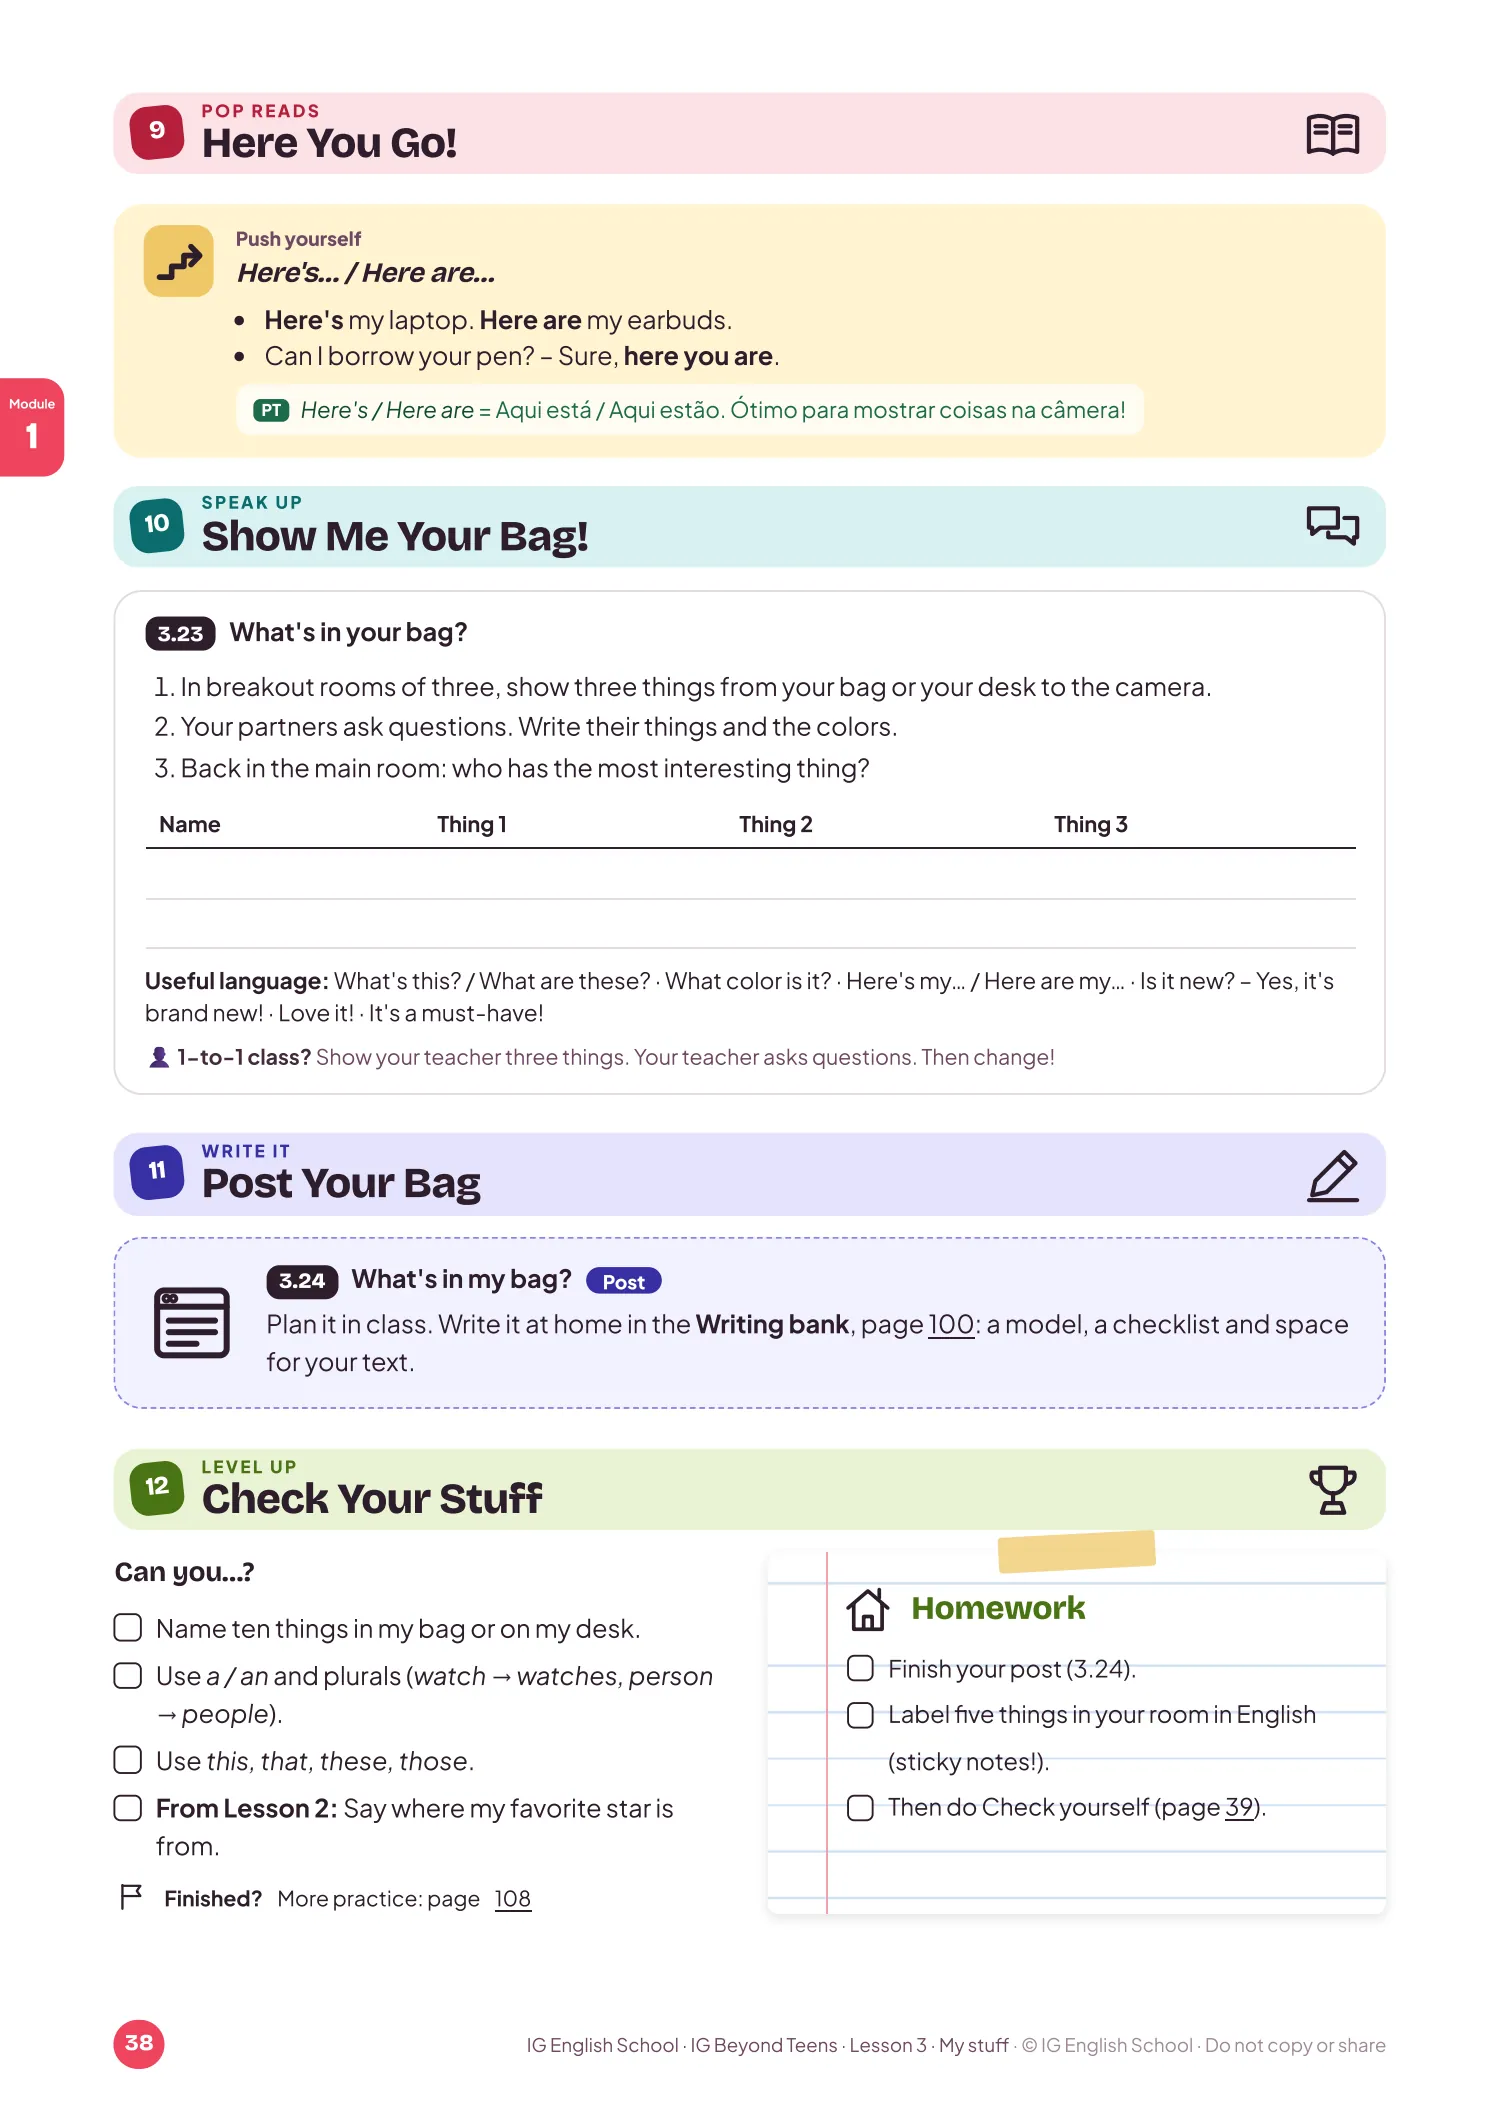 9
POP READS
Here You Go!
Push yourself
Here's... / Here are...
• Here's my laptop. Here are my earbuds.
• Can I borrow your pen? – Sure, here you are.
PT Here's / Here are = Aqui está / Aqui estão. Ótimo para mostrar coisas na câmera!
Module
1
10
SPEAK UP
Show Me Your Bag!
3.23 What's in your bag?
1. In breakout rooms of three, show three things from your bag or your desk to the camera.
2. Your partners ask questions. Write their things and the colors.
3. Back in the main room: who has the most interesting thing?
Name Thing 1 Thing 2 Thing 3
Useful language: What's this? / What are these? · What color is it? · Here's my... / Here are my... · Is it new? – Yes, it's
brand new! · Love it! · It's a must-have!
1-to-1 class? Show your teacher three things. Your teacher asks questions. Then change!
11
WRITE IT
Post Your Bag
3.24 What's in my bag? Post
Plan it in class. Write it at home in the Writing bank, page 100: a model, a checklist and space
for your text.
12
LEVEL UP
Check Your Stuff
Can you...?
Name ten things in my bag or on my desk.
Use a / an and plurals (watch → watches, person
→ people).
Use this, that, these, those.
From Lesson 2: Say where my favorite star is
from.
Finished? More practice: page 108
Homework
Finish your post (3.24).
Label five things in your room in English
(sticky notes!).
Then do Check yourself (page 39).
38
IG English School · IG Beyond Teens · Lesson 3 · My stuff · © IG English School · Do not copy or share